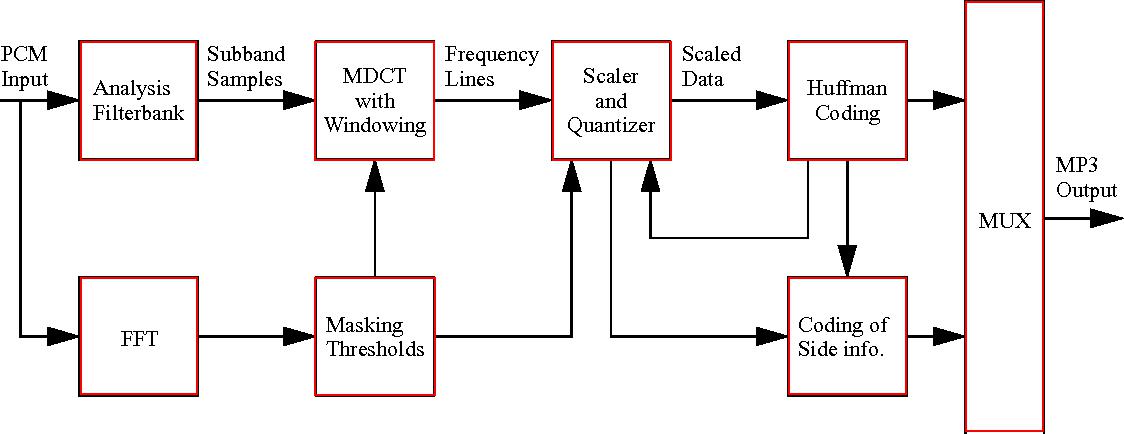 PCM
Input
Analysis
Filterbank
Subband
Samples
MDCT
with
Windowing
Frequency
Lines
Scaler
and
Quantizer
Scaled
Data
Huffman
Coding
MUX
MP3
Output
FFT
Masking
Thresholds
Coding of
Side info.